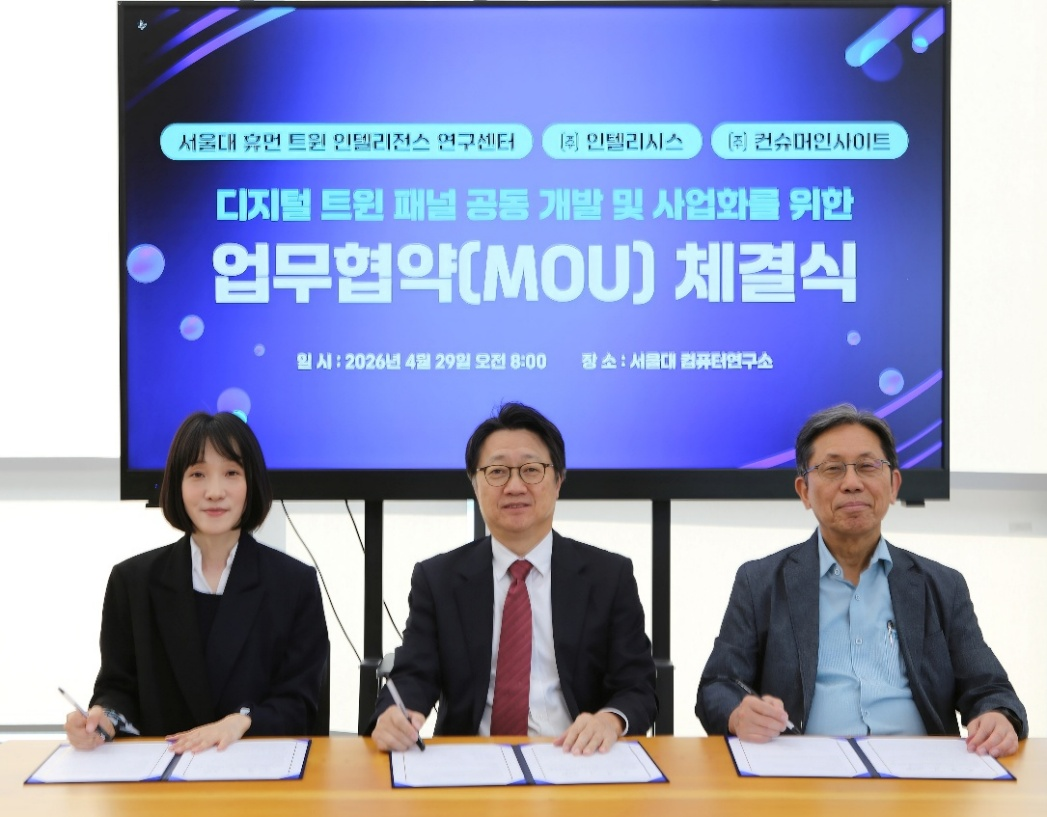 서울대 휴먼 트윈 인텔리전스 연구센터 ㈜ 인텔리시스 ㈜ 컨슈머인사이트
디지털 트윈 패널 공동 개발 및 사업화를 위한
업무협약(MOU) 체결식
일 시 : 2026년 4월 29일 오전 8:00 장 소 : 서울대 컴퓨터연구소